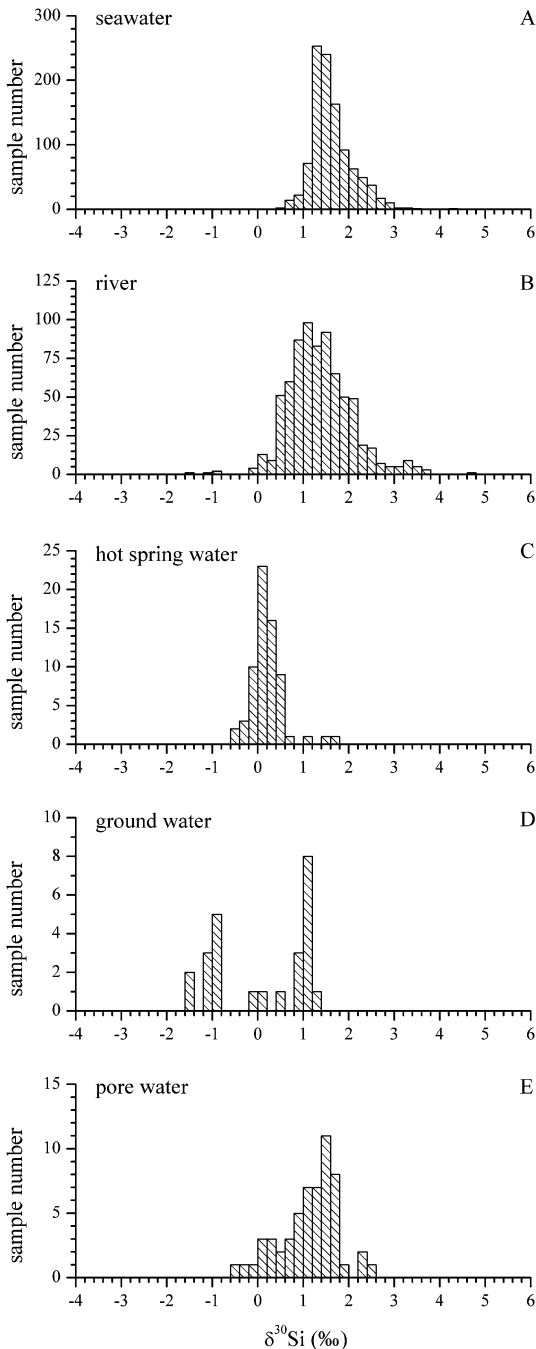 seawater A
300
200
100
0
sample number
-4 -3 -2 -1 0 1 2 3 4 5 6
river B
125
100
75
50
25
0
sample number
-4 -3 -2 -1 0 1 2 3 4 5 6
hot spring water C
25
20
15
10
5
0
sample number
-4 -3 -2 -1 0 1 2 3 4 5 6
ground water D
10
8
6
4
2
0
sample number
-4 -3 -2 -1 0 1 2 3 4 5 6
pore water E
15
10
5
0
sample number
-4 -3 -2 -1 0 1 2 3 4 5 6
δ³⁰Si (‰)